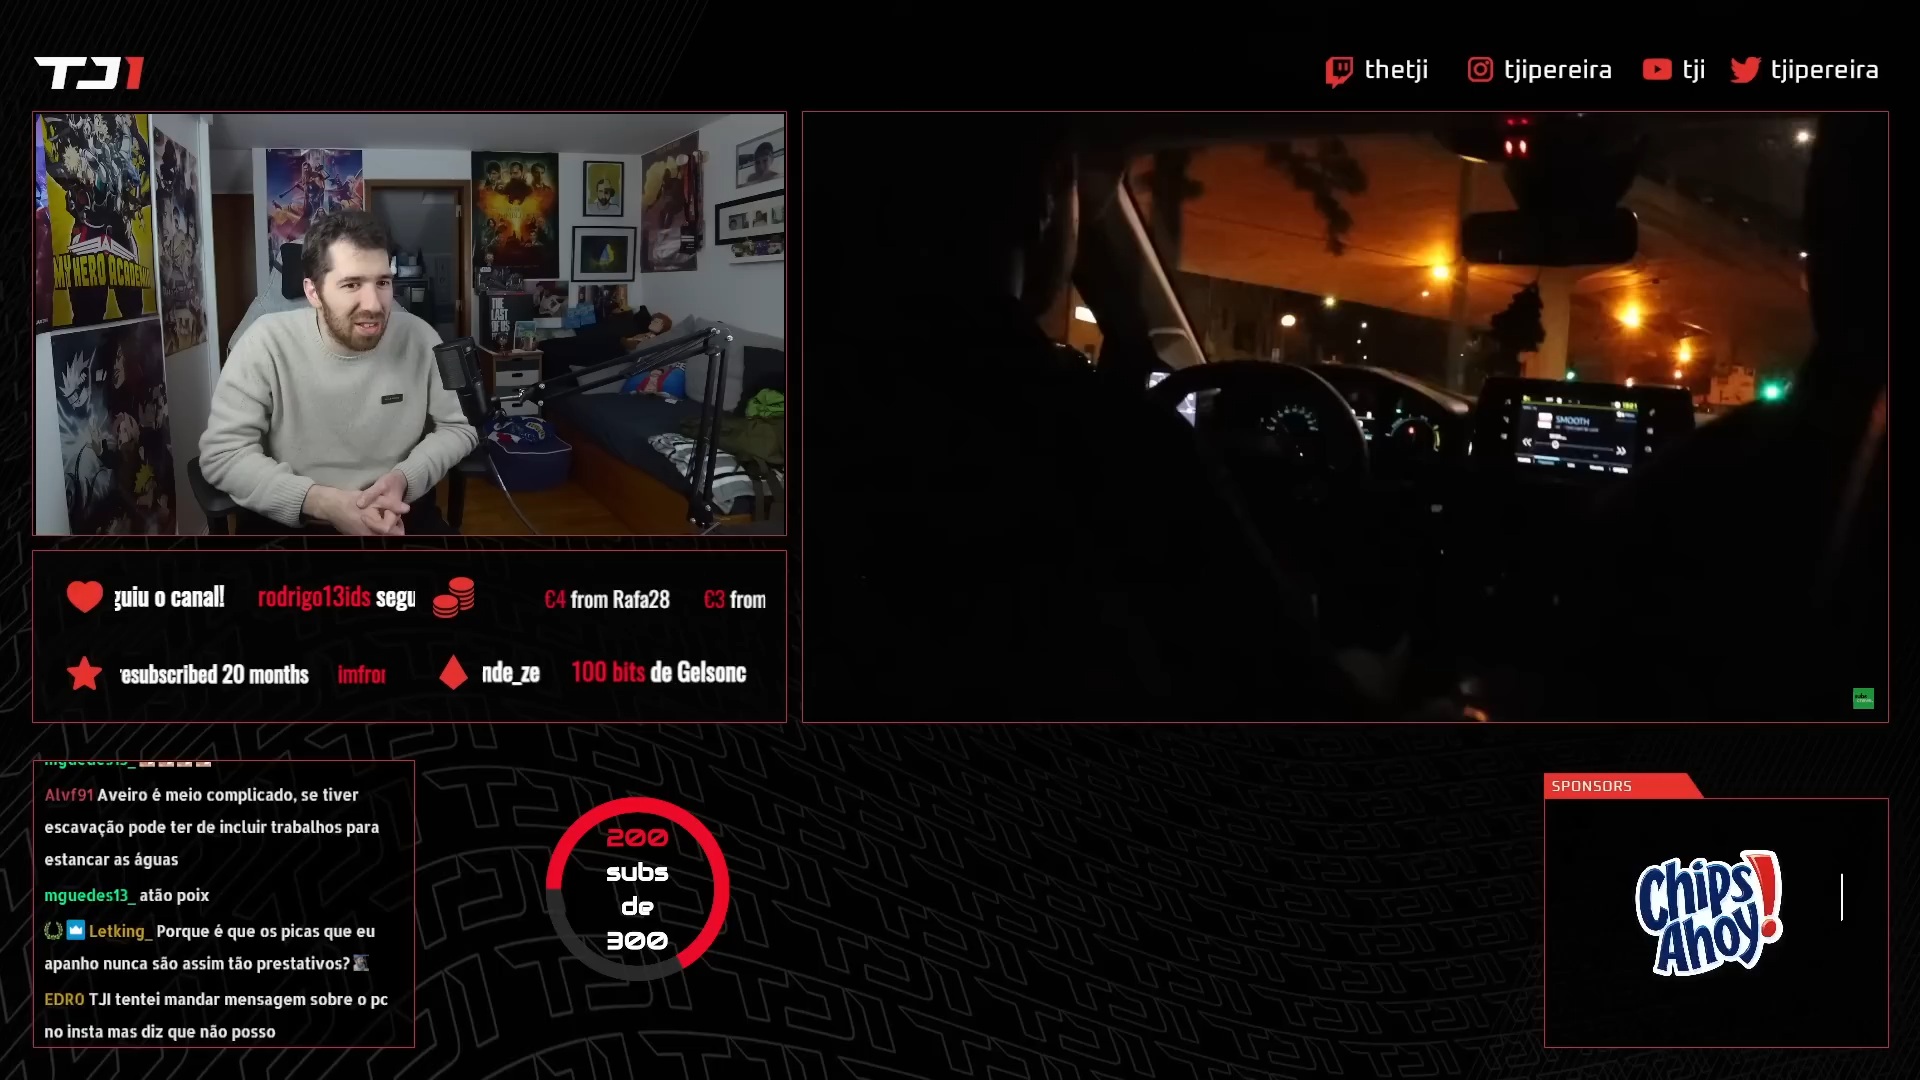 TJ1
thetji
tjipereira
tji
tjipereira
MY HERO ACADEMIA
THE
LAST
OF US
SMOOTH
guiu o canal!
rodrigo13ids segu
€4 from Rafa28
€3 from
esubscribed 20 months
imfror
nde_ze
100 bits de Gelsonc
mguedes13_
Alvf91 Aveiro é meio complicado, se tiver
escavação pode ter de incluir trabalhos para
estancar as águas
mguedes13_ atão poix
Letking_ Porque é que os picas que eu
apanho nunca são assim tão prestativos?
EDR0 TJI tentei mandar mensagem sobre o pc
no insta mas diz que não posso
200
subs
de
300
SPONSORS
Chips
Ahoy!